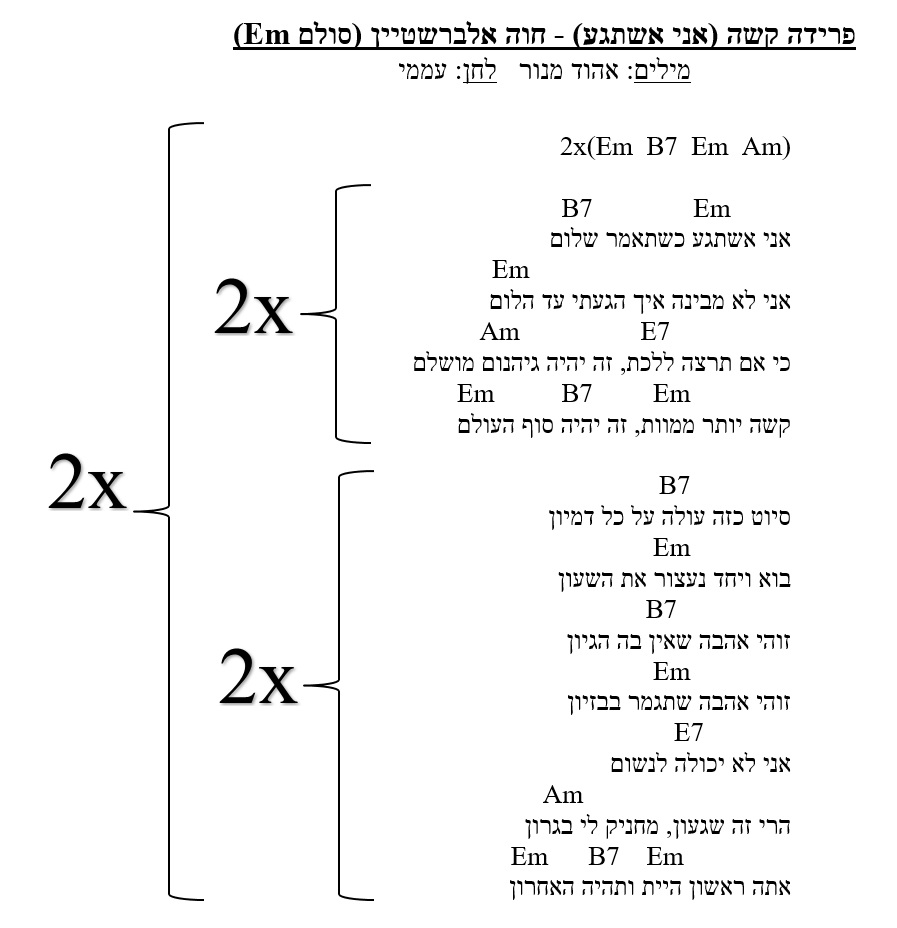 פרידה קשה (אני אשתגע) - חוה אלברשטיין (סולם Em)
מילים: אהוד מנור לחן: עממי
2x(Em B7 Em Am)
B7 Em
אני אשתגע כשתאמר שלום
Em
אני לא מבינה איך הגעתי עד הלום
Am E7
כי אם תרצה ללכת, זה יהיה גיהנום מושלם
Em B7 Em
קשה יותר ממוות, זה יהיה סוף העולם
2x
B7
סיוט כזה עולה על כל דמיון
Em
בוא ויחד נעצור את השעון
B7
זוהי אהבה שאין בה הגיון
Em
זוהי אהבה שתגמר בבזיון
E7
אני לא יכולה לנשום
Am
הרי זה שגעון, מחניק לי בגרון
Em B7 Em
אתה ראשון היית ותהיה האחרון
2x
2x